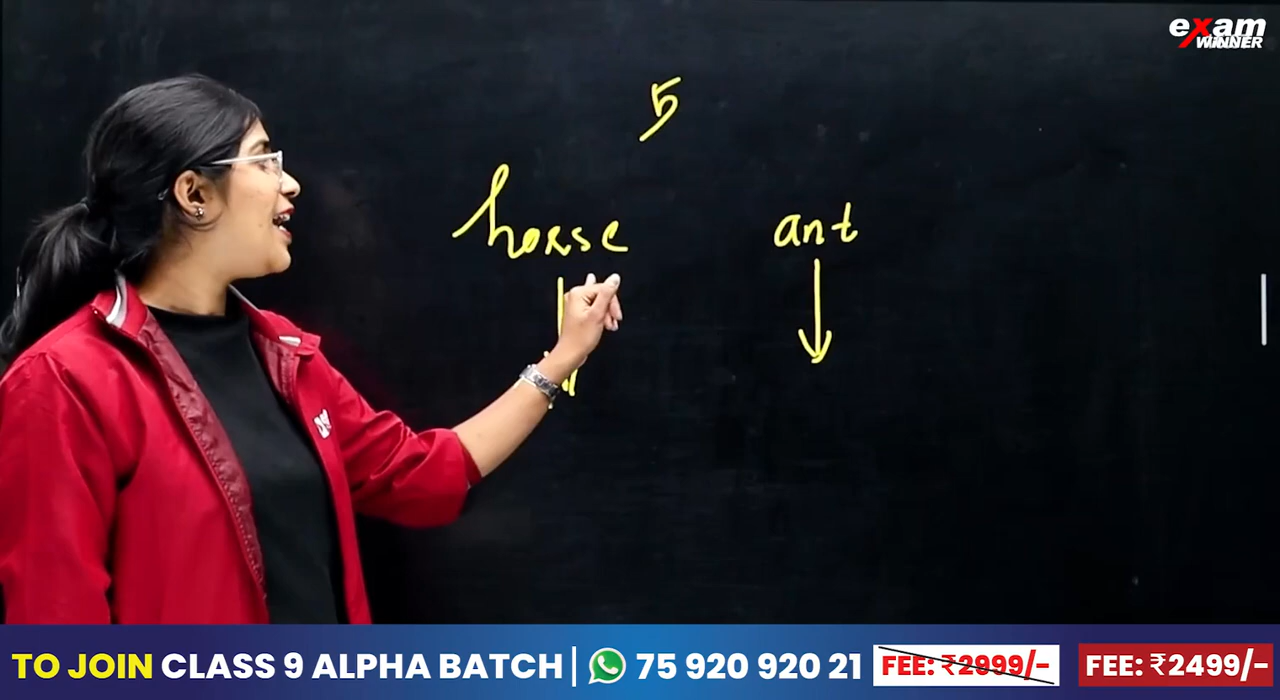 exam
WINNER
5
horse ant
TO JOIN CLASS 9 ALPHA BATCH | 75 920 920 21 FEE: ₹2999/- FEE: ₹2499/-